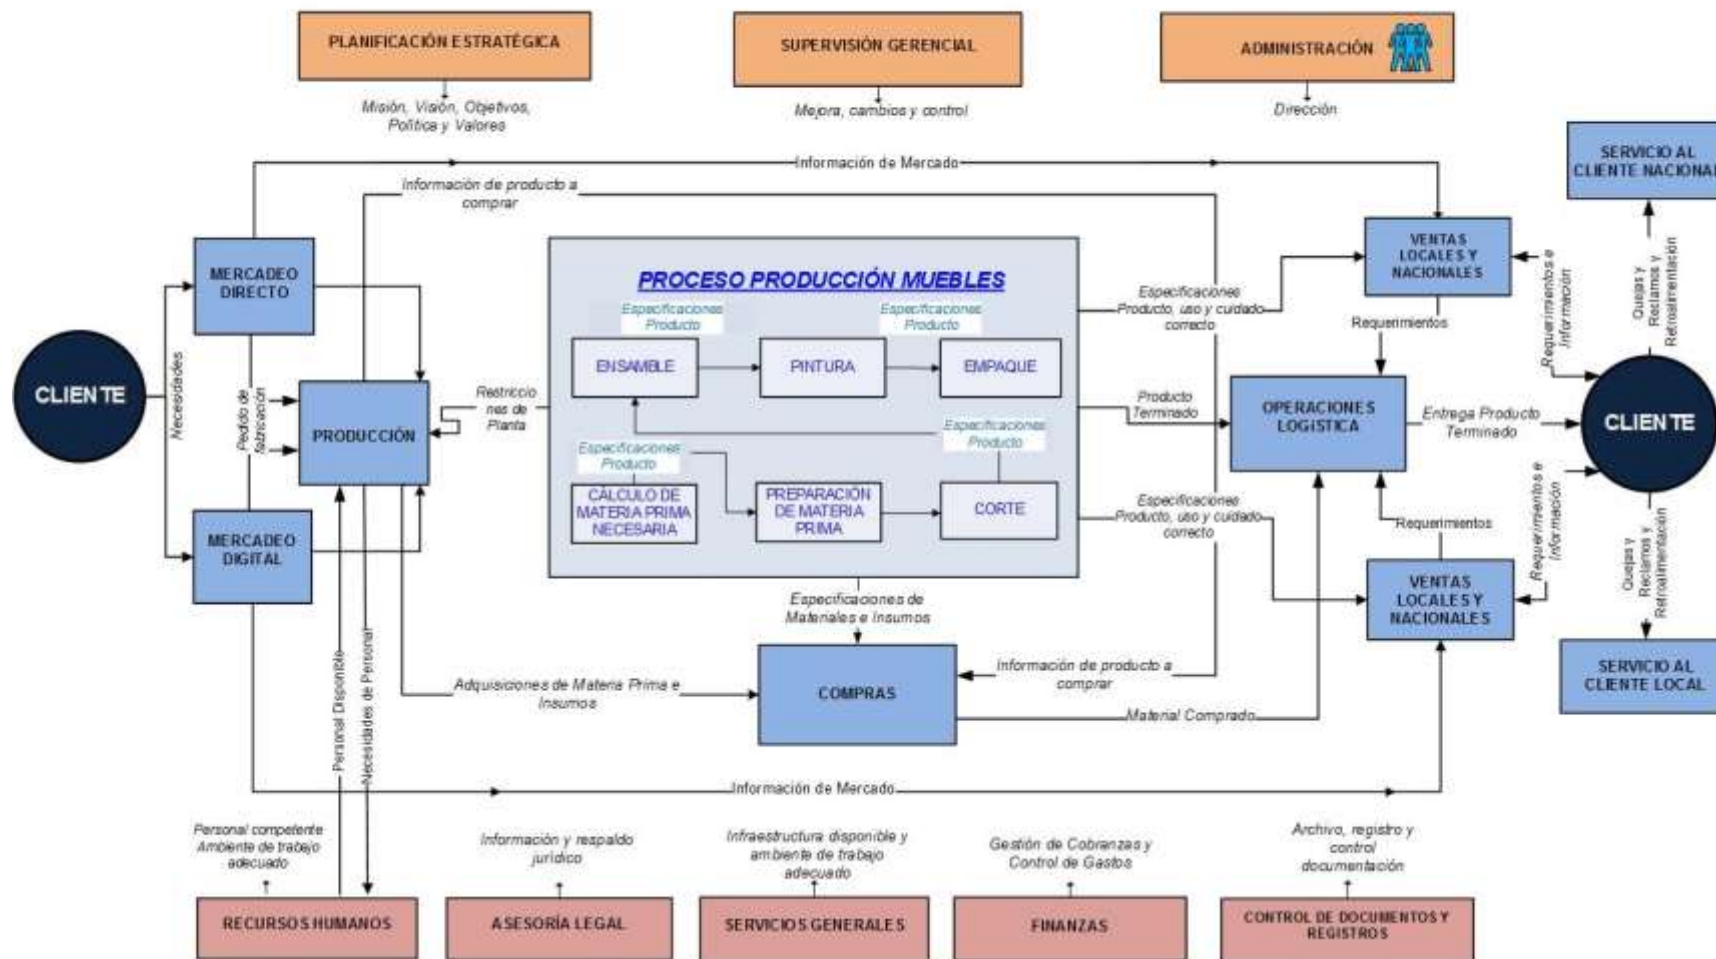 PLANIFICACIÓN ESTRATÉGICA
SUPERVISIÓN GERENCIAL
ADMINISTRACIÓN
Misión, Visión, Objetivos,
Política y Valores
Mejora, cambios y control
Dirección
Información de Mercado
Información de producto a
comprar
SERVICIO AL
CLIENTE NACIONAL
MERCADEO
DIRECTO
VENTAS
LOCALES Y
NACIONALES
Requerimientos e
Información
Quejas y
Reclamos y
Retroalimentación
PROCESO PRODUCCIÓN MUEBLES
Especificaciones
Producto
Especificaciones
Producto
Especificaciones
Producto, uso y cuidado
correcto
Requerimientos
ENSAMBLE
PINTURA
EMPAQUE
CLIENTE
Necesidades
Pedido de
fabricación
PRODUCCIÓN
Restriccio
nes de
Planta
Producto
Terminado
OPERACIONES
LOGÍSTICA
Entrega Producto
Terminado
CLIENTE
Especificaciones
Producto
Especificaciones
Producto
CÁLCULO DE
MATERIA PRIMA
NECESARIA
PREPARACIÓN
DE MATERIA
PRIMA
CORTE
Especificaciones
Producto, uso y cuidado
correcto
Requerimientos
Requerimientos e
Información
Quejas y
Reclamos y
Retroalimentación
MERCADEO
DIGITAL
VENTAS
LOCALES Y
NACIONALES
Especificaciones de
Materiales e Insumos
Personal Disponible
Necesidades de Personal
Adquisiciones de Materia Prima e
Insumos
COMPRAS
Información de producto a
comprar
Material Comprado
SERVICIO AL
CLIENTE LOCAL
Información de Mercado
Personal competente
Ambiente de trabajo
adecuado
Información y respaldo
jurídico
Infraestructura disponible y
ambiente de trabajo
adecuado
Gestión de Cobranzas y
Control de Gastos
Archivo, registro y
control
documentación
RECURSOS HUMANOS
ASESORÍA LEGAL
SERVICIOS GENERALES
FINANZAS
CONTROL DE DOCUMENTOS Y
REGISTROS